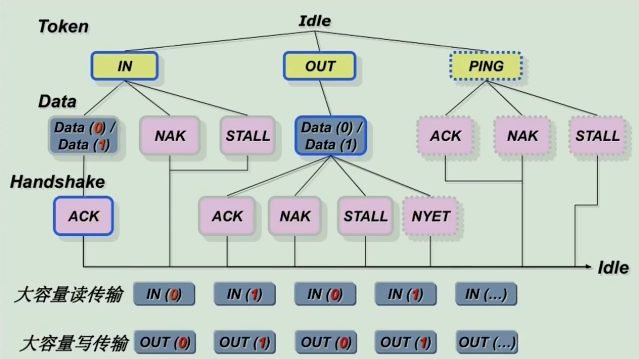 Token
Idle
IN
OUT
PING
Data
Data (0) /
Data (1)
NAK
STALL
Data (0) /
Data (1)
ACK
NAK
STALL
Handshake
ACK
ACK
NAK
STALL
NYET
Idle
大容量读传输 IN (0) IN (1) IN (0) IN (1) IN (...)
大容量写传输 OUT (0) OUT (1) OUT (0) OUT (1) OUT (...)